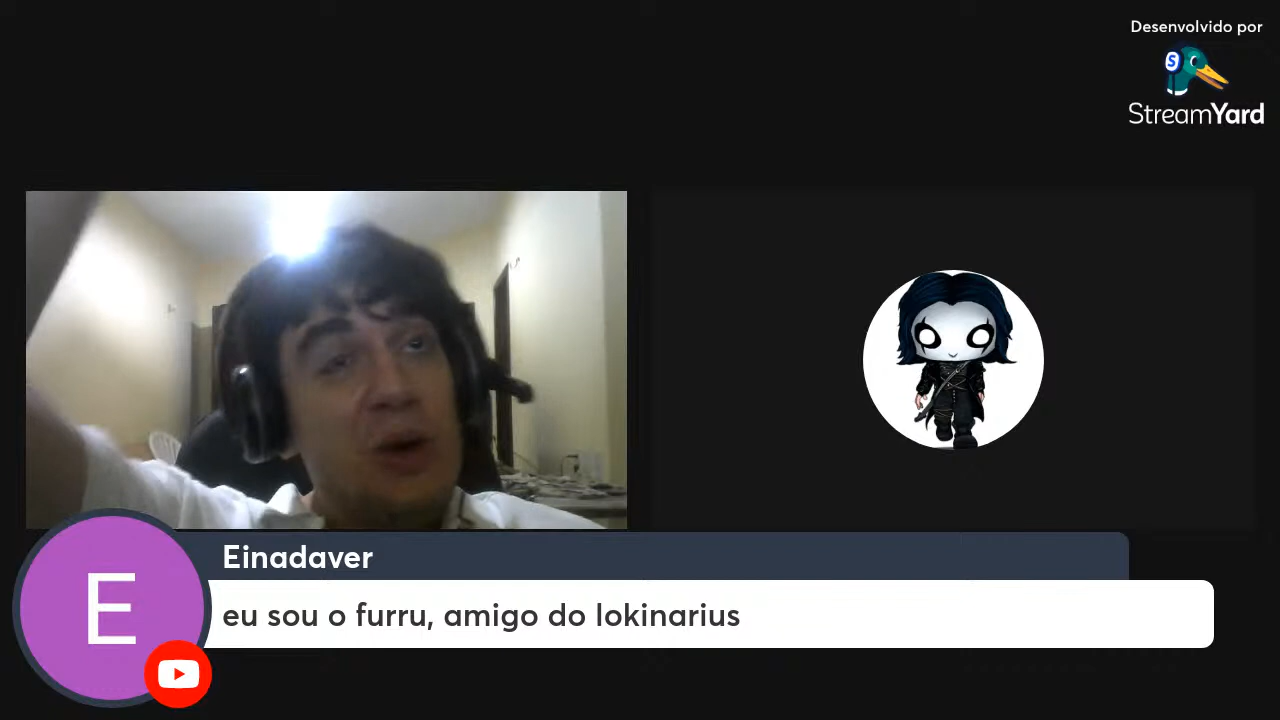 Desenvolvido por
S
StreamYard
Einadaver
E
eu sou o furru, amigo do lokinarius